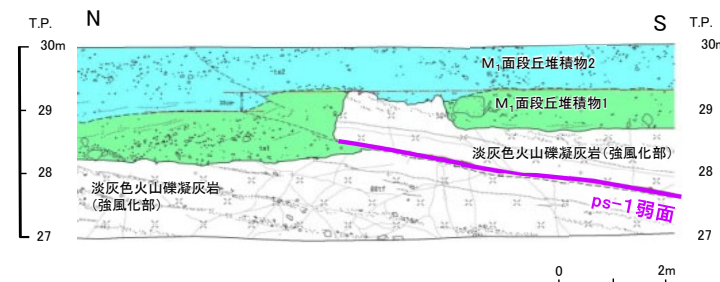 N S
T.P. T.P.
30m 30m
M₁面段丘堆積物2
29 M₁面段丘堆積物1 29
淡灰色火山礫凝灰岩(強風化部)
28 28
淡灰色火山礫凝灰岩
(強風化部)
ps-1弱面
27 27
0 2m